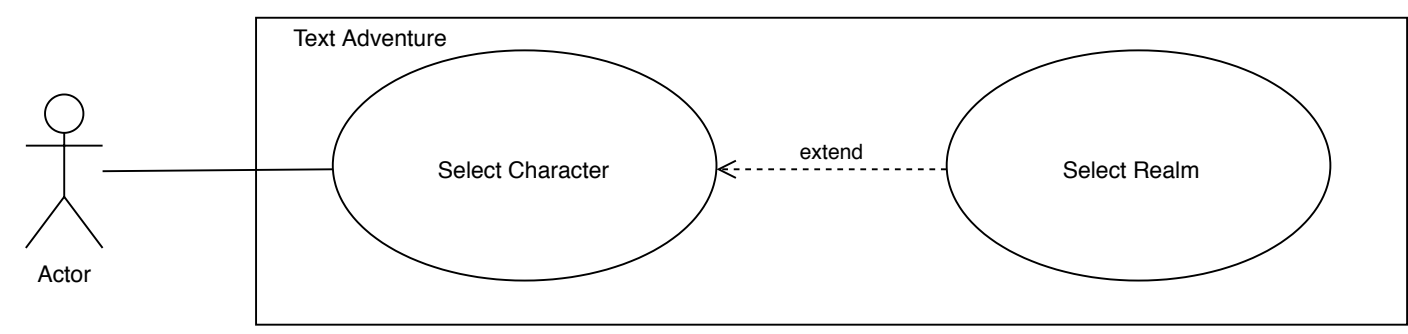 Text Adventure
Select Character
extend
Select Realm
Actor